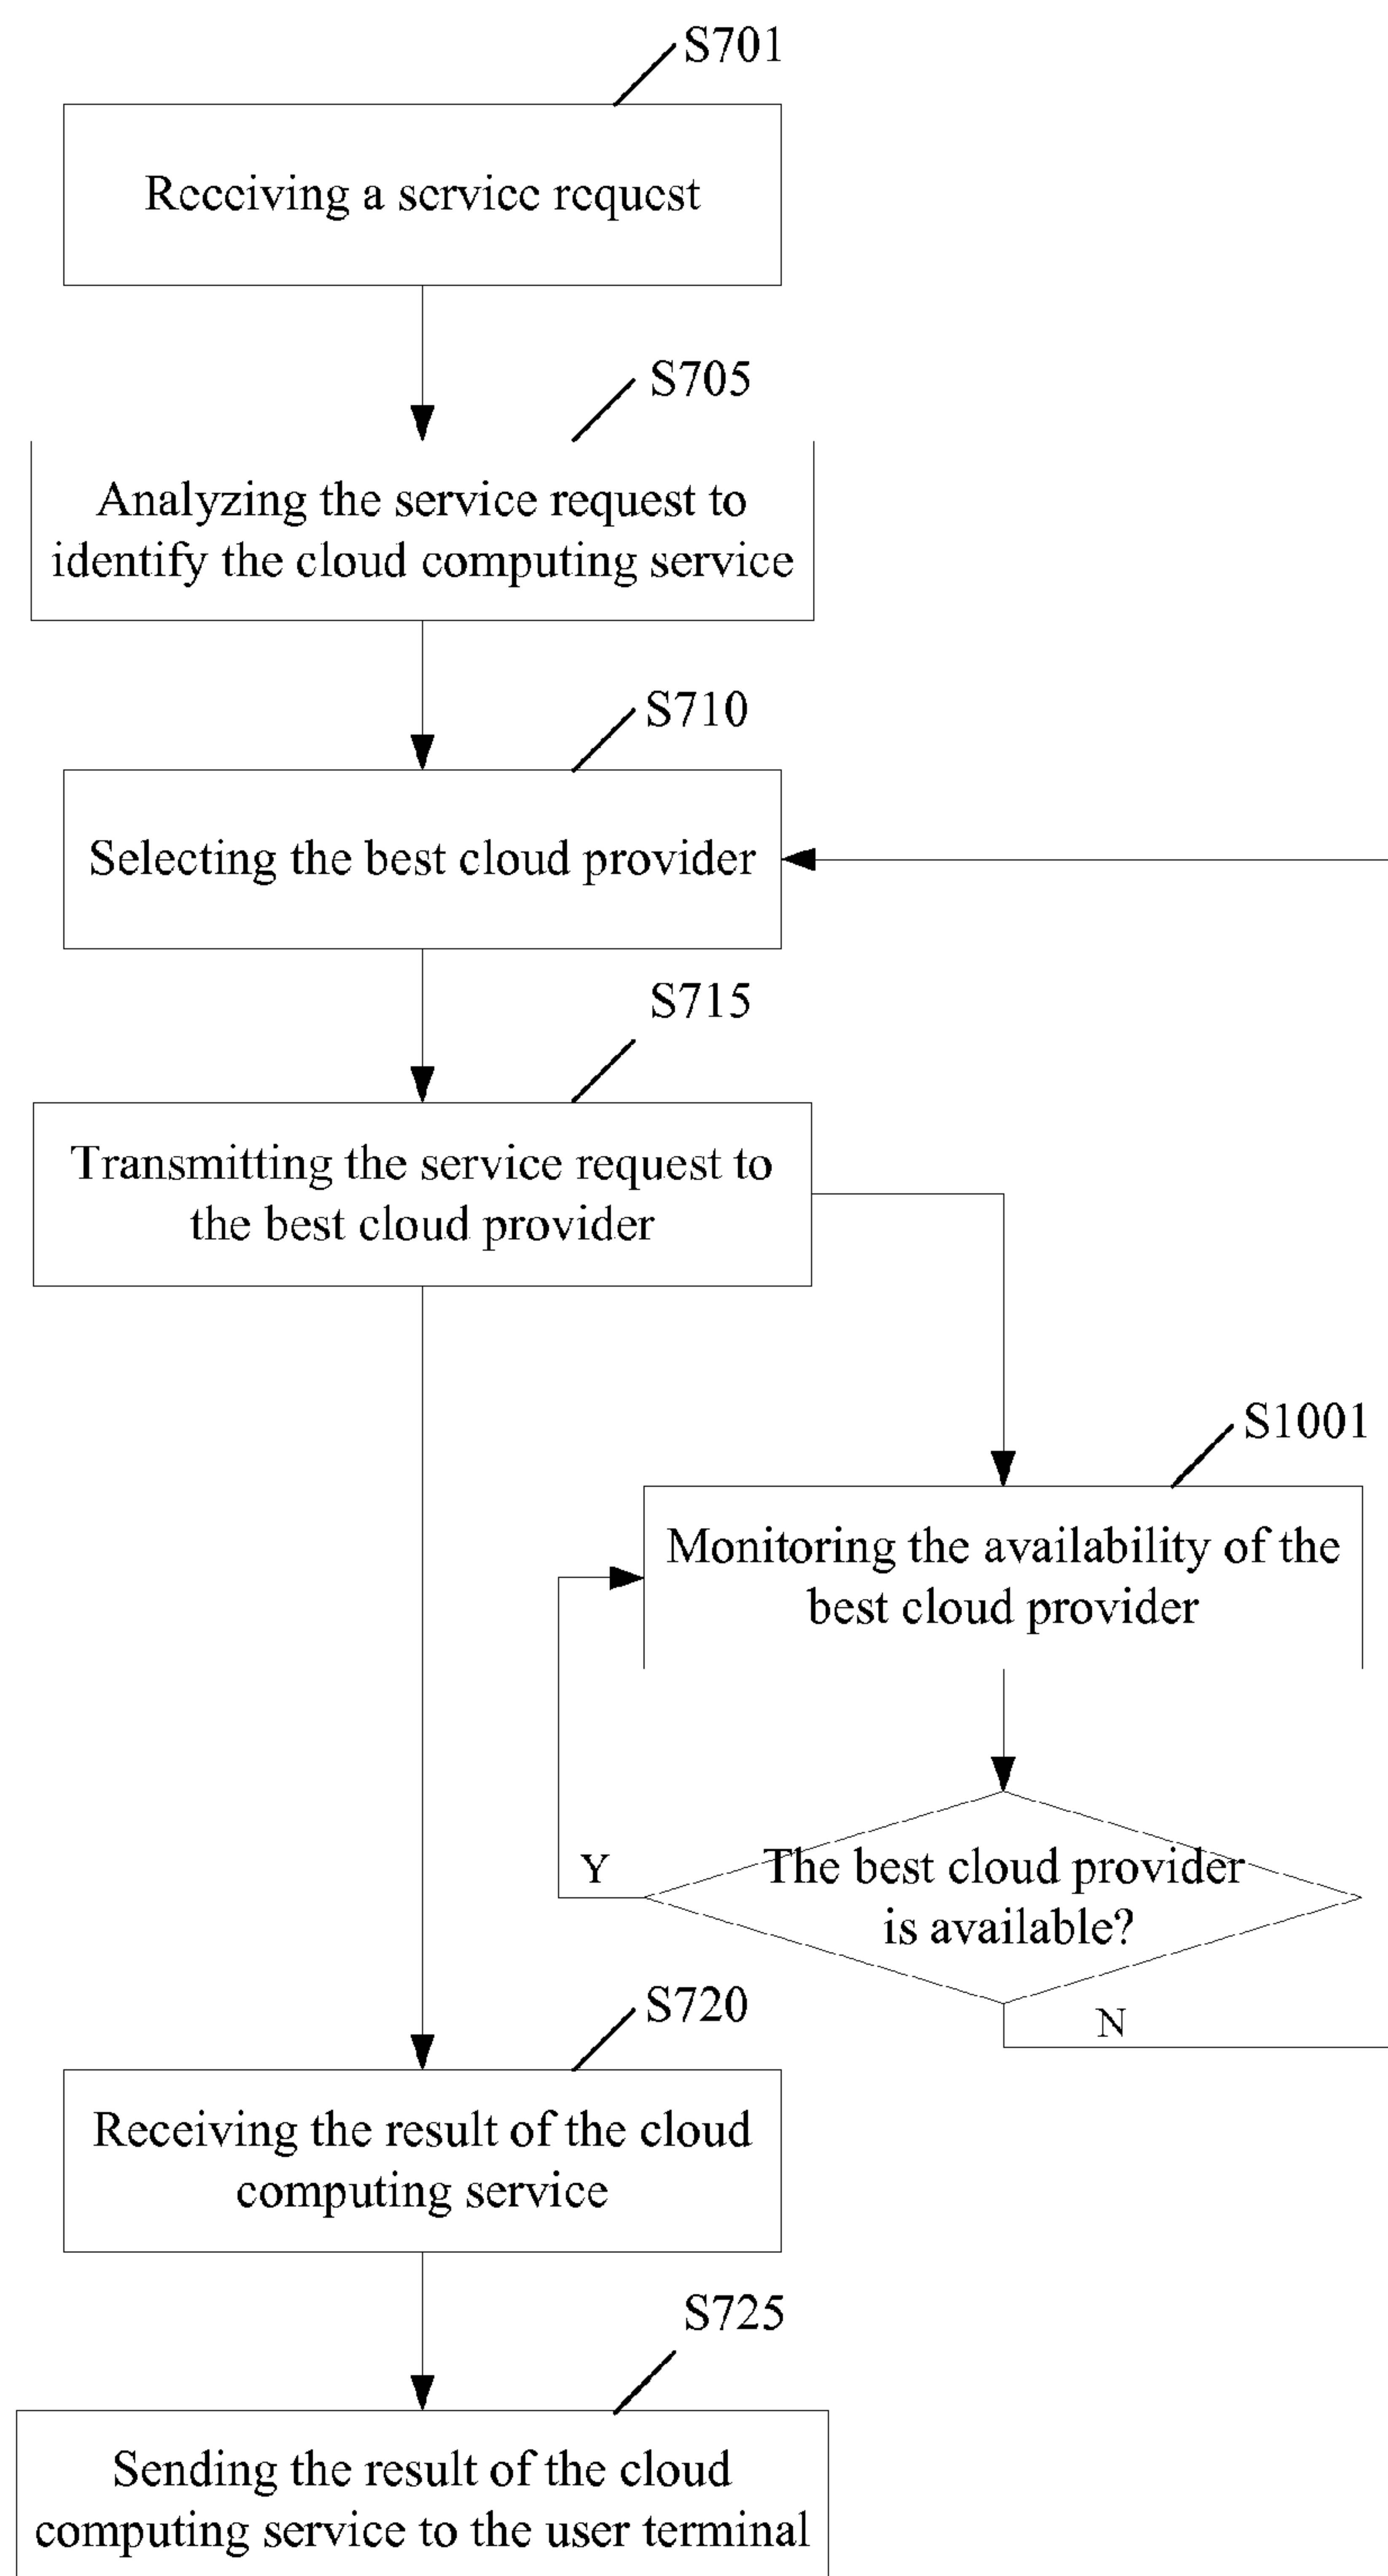 S701
Receiving a service request
S705
Analyzing the service request to
identify the cloud computing service
S710
Selecting the best cloud provider
S715
Transmitting the service request to
the best cloud provider
S1001
Monitoring the availability of the
best cloud provider
Y
The best cloud provider
is available?
N
S720
Receiving the result of the cloud
computing service
S725
Sending the result of the cloud
computing service to the user terminal